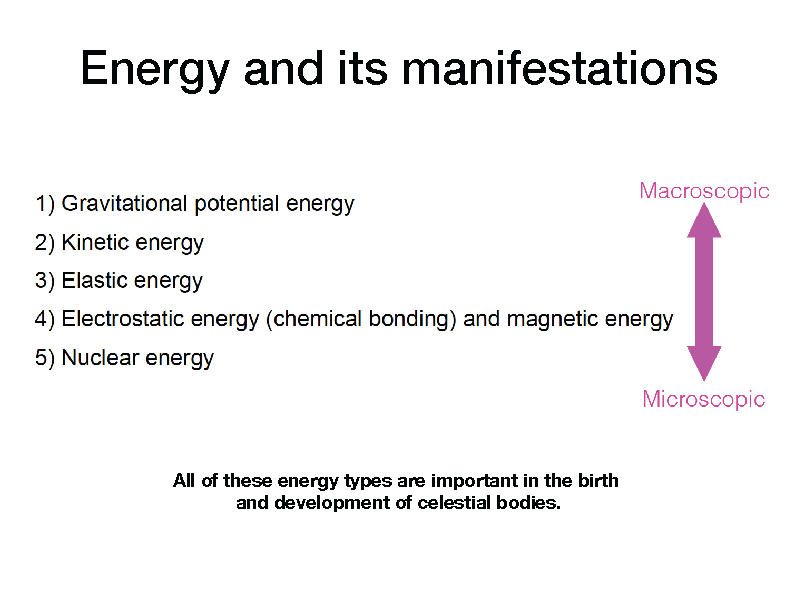 Energy and its manifestations
Macroscopic
1) Gravitational potential energy
2) Kinetic energy
3) Elastic energy
4) Electrostatic energy (chemical bonding) and magnetic energy
5) Nuclear energy
Microscopic
All of these energy types are important in the birth
and development of celestial bodies.